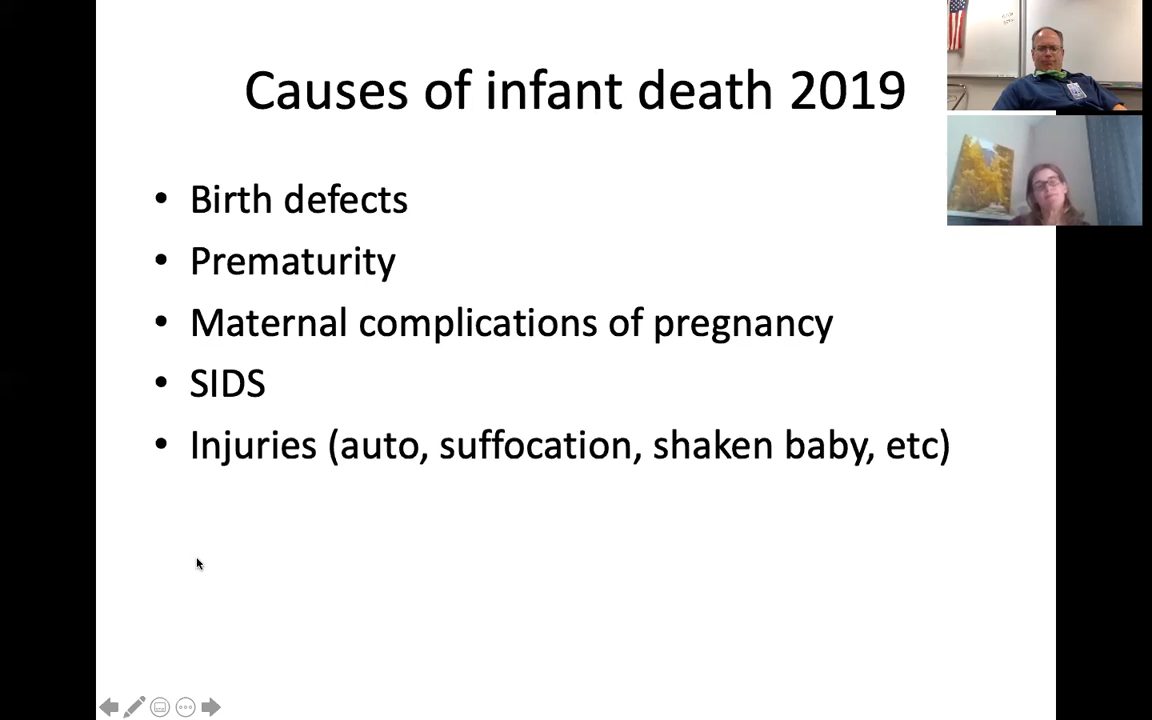 Causes of infant death 2019
• Birth defects
• Prematurity
• Maternal complications of pregnancy
• SIDS
• Injuries (auto, suffocation, shaken baby, etc)